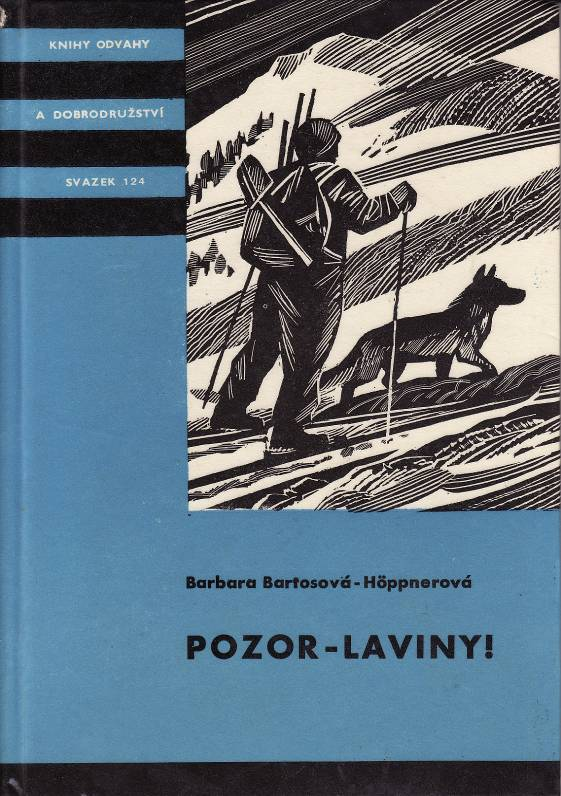 KNIHY ODVAHY
A DOBRODRUŽSTVÍ
SVAZEK 124
Barbara Bartosová-Höppnerová
POZOR-LAVINY!